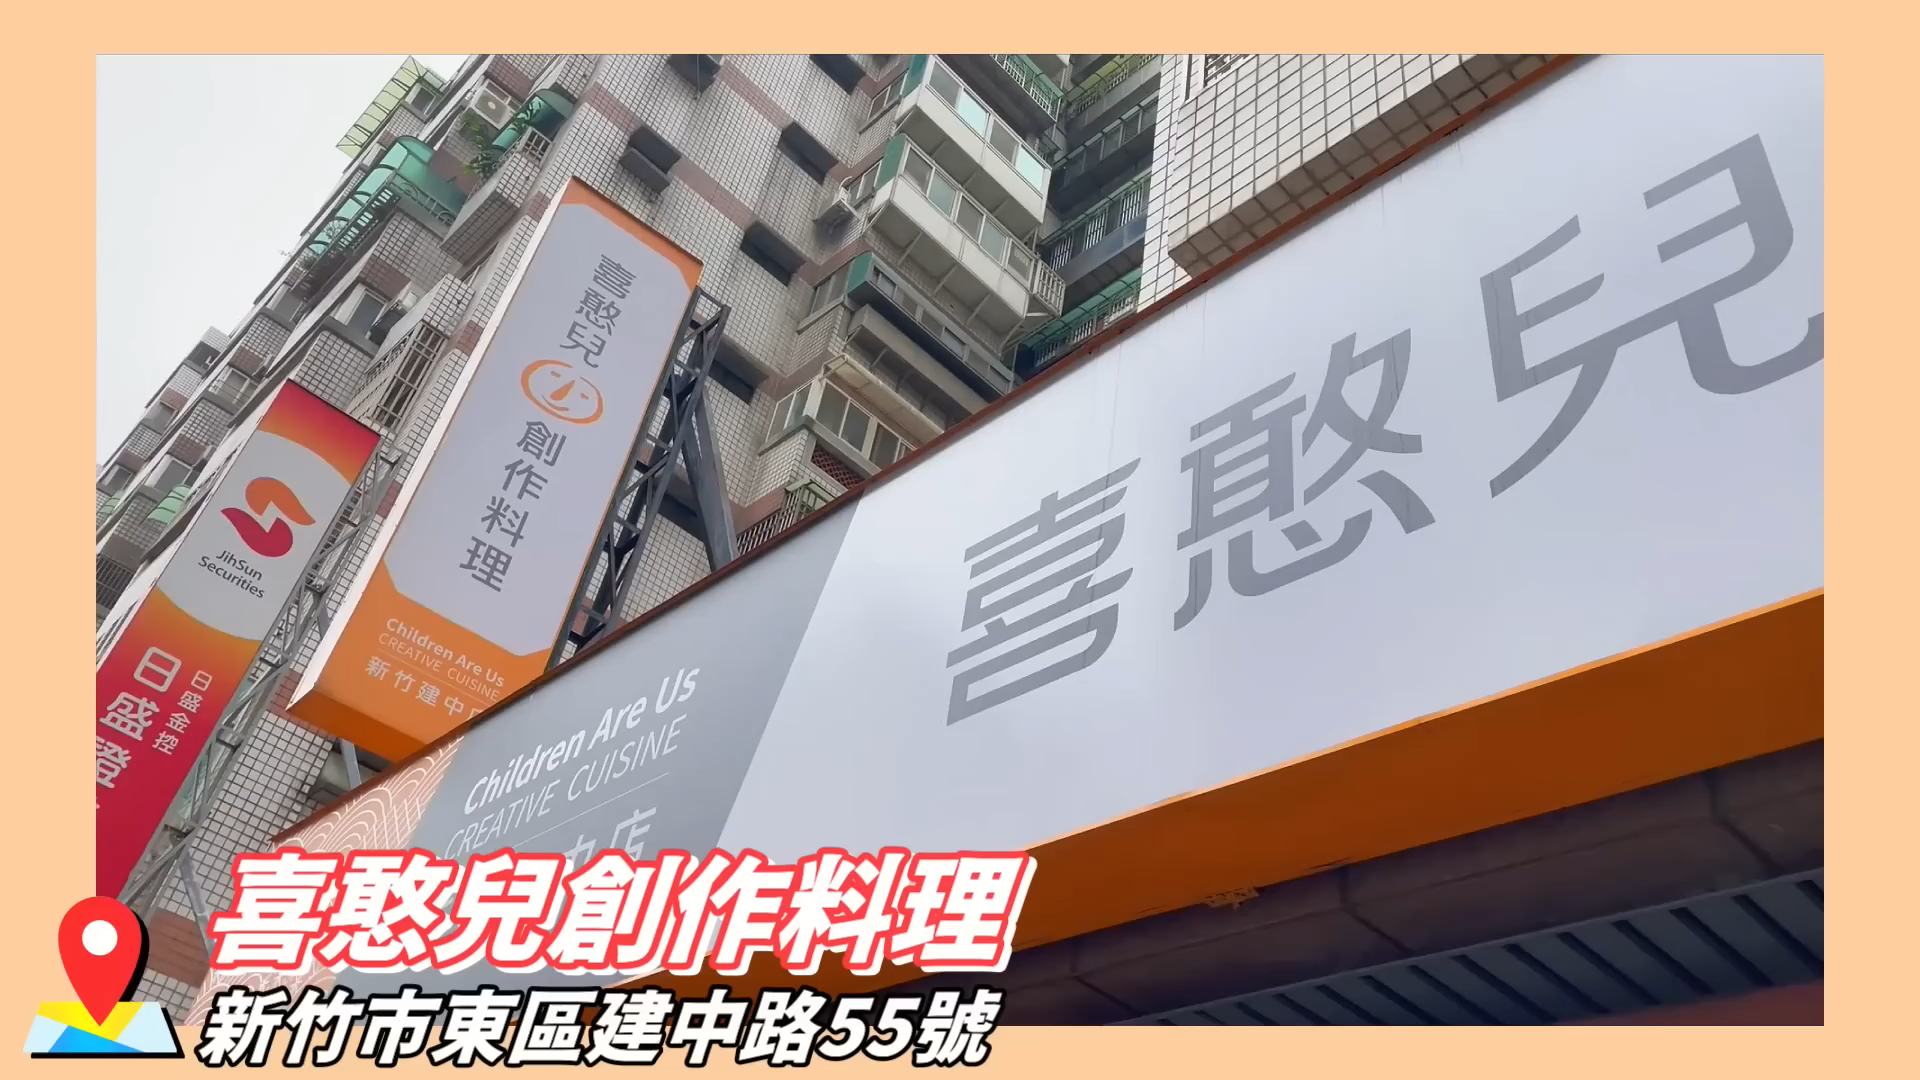 喜憨兒
創作料理
Children Are Us
CREATIVE CUISINE
新竹建中
JihSun
Securities
日盛金控
日盛證
喜憨兒
Children Are Us
CREATIVE CUISINE
店
喜憨兒創作料理
新竹市東區建中路55號